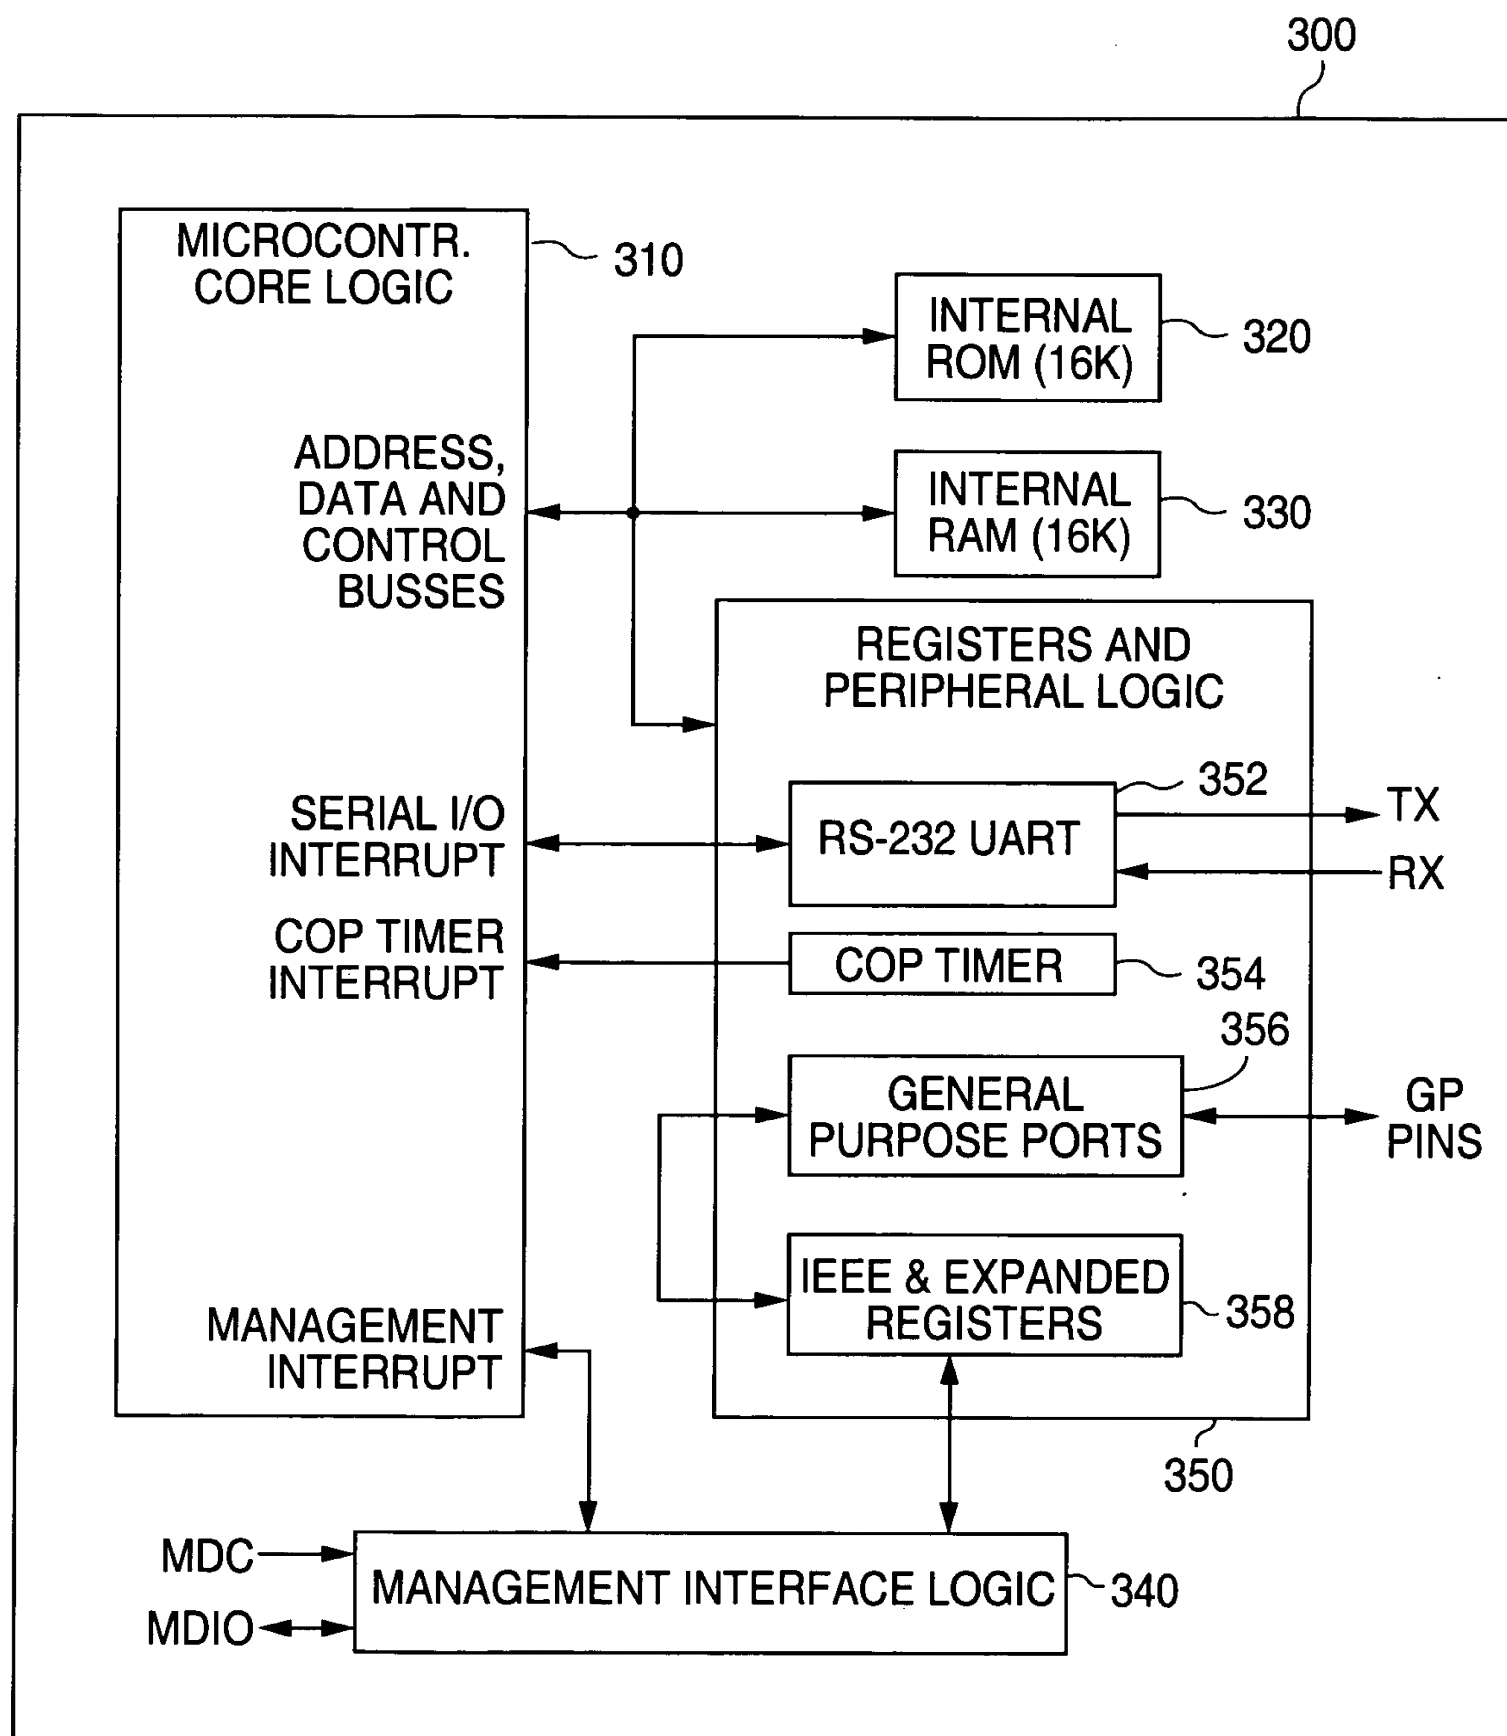 300
MICROCONTR.
CORE LOGIC
310
INTERNAL
ROM (16K)
320
ADDRESS,
DATA AND
CONTROL
BUSSES
INTERNAL
RAM (16K)
330
REGISTERS AND
PERIPHERAL LOGIC
SERIAL I/O
INTERRUPT
RS-232 UART
352
TX
RX
COP TIMER
INTERRUPT
COP TIMER
354
356
GENERAL
PURPOSE PORTS
GP
PINS
IEEE & EXPANDED
REGISTERS
358
MANAGEMENT
INTERRUPT
350
MDC
MDIO
MANAGEMENT INTERFACE LOGIC
340